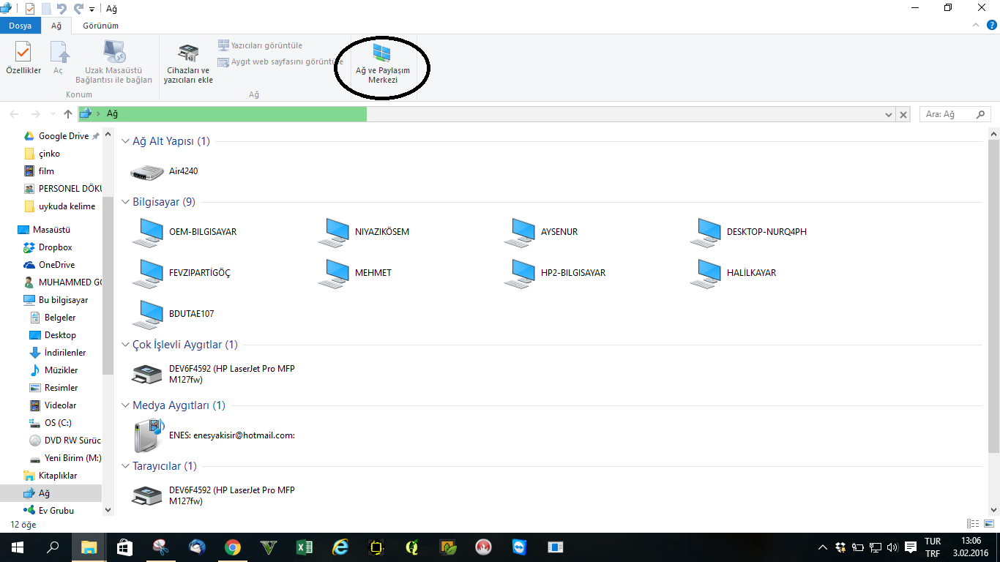 Ağ
Dosya
Ağ
Görünüm
Özellikler
Aç
Uzak Masaüstü
Bağlantısı ile bağlan
Konum
Cihazları ve
yazıcıları ekle
Yazıcıları görüntüle
Aygıt web sayfasını görüntüle
Ağ
Ağ ve Paylaşım
Merkezi
Ağ
Ara: Ağ
Google Drive
çinko
film
PERSONEL DÖKÜ
uykuda kelime
Masaüstü
Dropbox
OneDrive
MUHAMMED GÖ
Bu bilgisayar
Belgeler
Desktop
İndirilenler
Müzikler
Resimler
Videolar
OS (C:)
DVD RW Sürüc
Yeni Birim (M:)
Kitaplıklar
Ağ
Ev Grubu
Ağ Alt Yapısı (1)
Air4240
Bilgisayar (9)
OEM-BILGISAYAR
NIYAZIKÖSEM
AYSENUR
DESKTOP-NURQ4PH
FEVZIPARTİGÖÇ
MEHMET
HP2-BILGISAYAR
HALİLKAYAR
BDUTAE107
Çok İşlevli Aygıtlar (1)
DEV6F4592 (HP LaserJet Pro MFP
M127fw)
Medya Aygıtları (1)
ENES: enesyakisir@hotmail.com:
Tarayıcılar (1)
DEV6F4592 (HP LaserJet Pro MFP
M127fw)
12 öğe
TUR
TRF
13:06
3.02.2016